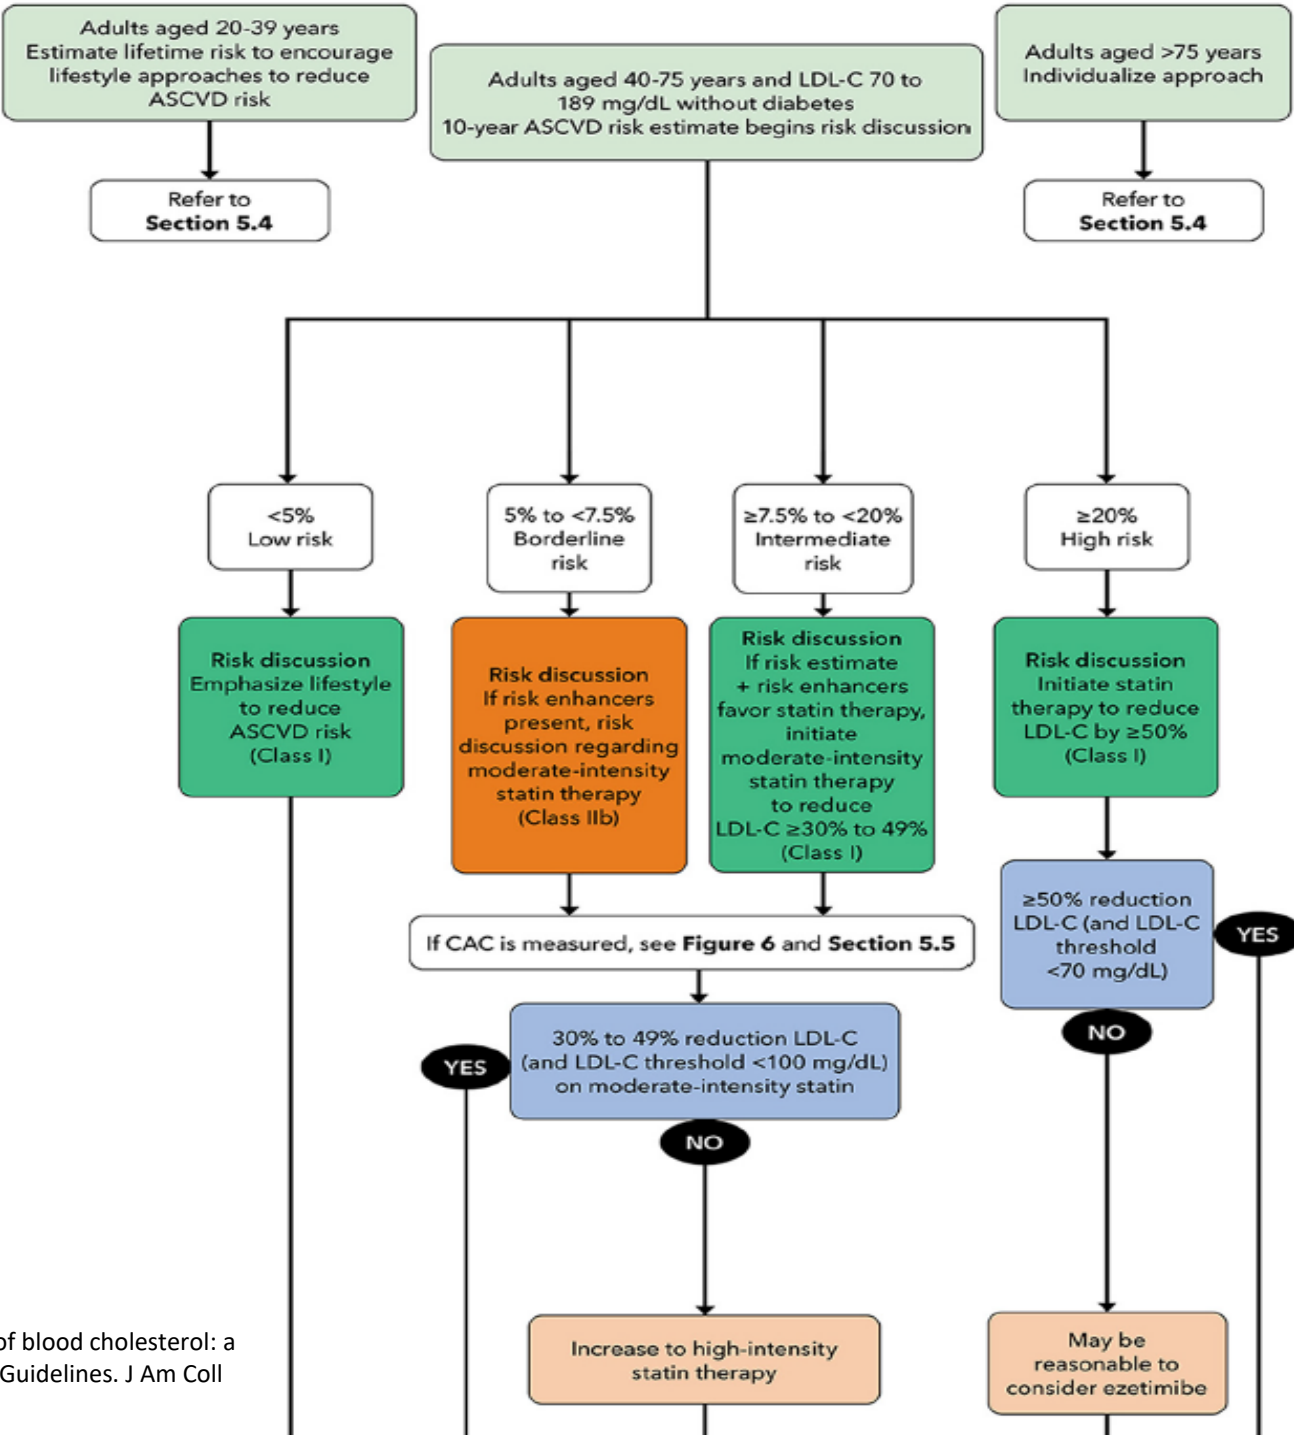 Adults aged 20-39 years
Estimate lifetime risk to encourage
lifestyle approaches to reduce
ASCVD risk
Refer to
Section 5.4
Adults aged 40-75 years and LDL-C 70 to
189 mg/dL without diabetes
10-year ASCVD risk estimate begins risk discussion
Adults aged >75 years
Individualize approach
Refer to
Section 5.4
<5%
Low risk
5% to <7.5%
Borderline
risk
≥7.5% to <20%
Intermediate
risk
≥20%
High risk
Risk discussion
Emphasize lifestyle
to reduce
ASCVD risk
(Class I)
Risk discussion
If risk enhancers
present, risk
discussion regarding
moderate-intensity
statin therapy
(Class IIb)
Risk discussion
If risk estimate
+ risk enhancers
favor statin therapy,
initiate
moderate-intensity
statin therapy
to reduce
LDL-C ≥30% to 49%
(Class I)
Risk discussion
Initiate statin
therapy to reduce
LDL-C by ≥50%
(Class I)
If CAC is measured, see Figure 6 and Section 5.5
≥50% reduction
LDL-C (and LDL-C
threshold
<70 mg/dL)
YES
NO
30% to 49% reduction LDL-C
(and LDL-C threshold <100 mg/dL)
on moderate-intensity statin
YES
NO
Increase to high-intensity
statin therapy
May be
reasonable to
consider ezetimibe
of blood cholesterol: a
Guidelines. J Am Coll